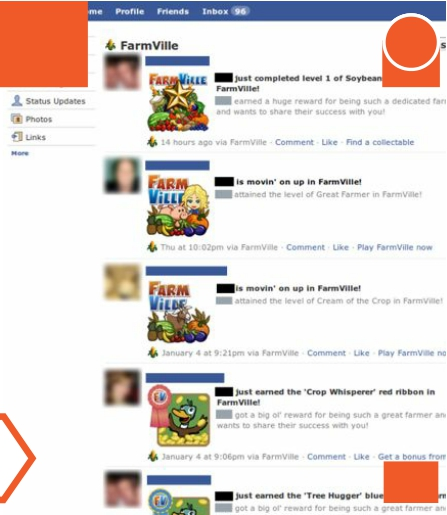 me Profile Friends Inbox 96
FarmVille
Status Updates
Photos
Links
More
FARMVILLE
just completed level 1 of Soybean
FarmVille!
earned a huge reward for being such a dedicated far
and wants to share their success with you!
14 hours ago via FarmVille · Comment · Like · Find a collectable
FARM
VILLE
is movin' on up in FarmVille!
attained the level of Great Farmer in FarmVille!
Thu at 10:02pm via FarmVille · Comment · Like · Play FarmVille now
FARM
VILLE
is movin' on up in FarmVille!
attained the level of Cream of the Crop in FarmVille!
January 4 at 9:21pm via FarmVille · Comment · Like · Play FarmVille no
just earned the 'Crop Whisperer' red ribbon in
FarmVille!
got a big ol' reward for being such a great farmer an
wants to share their success with you!
January 4 at 9:06pm via FarmVille · Comment · Like · Get a bonus from
just earned the 'Tree Hugger' blue
got a big ol' reward for being such a great farmer an